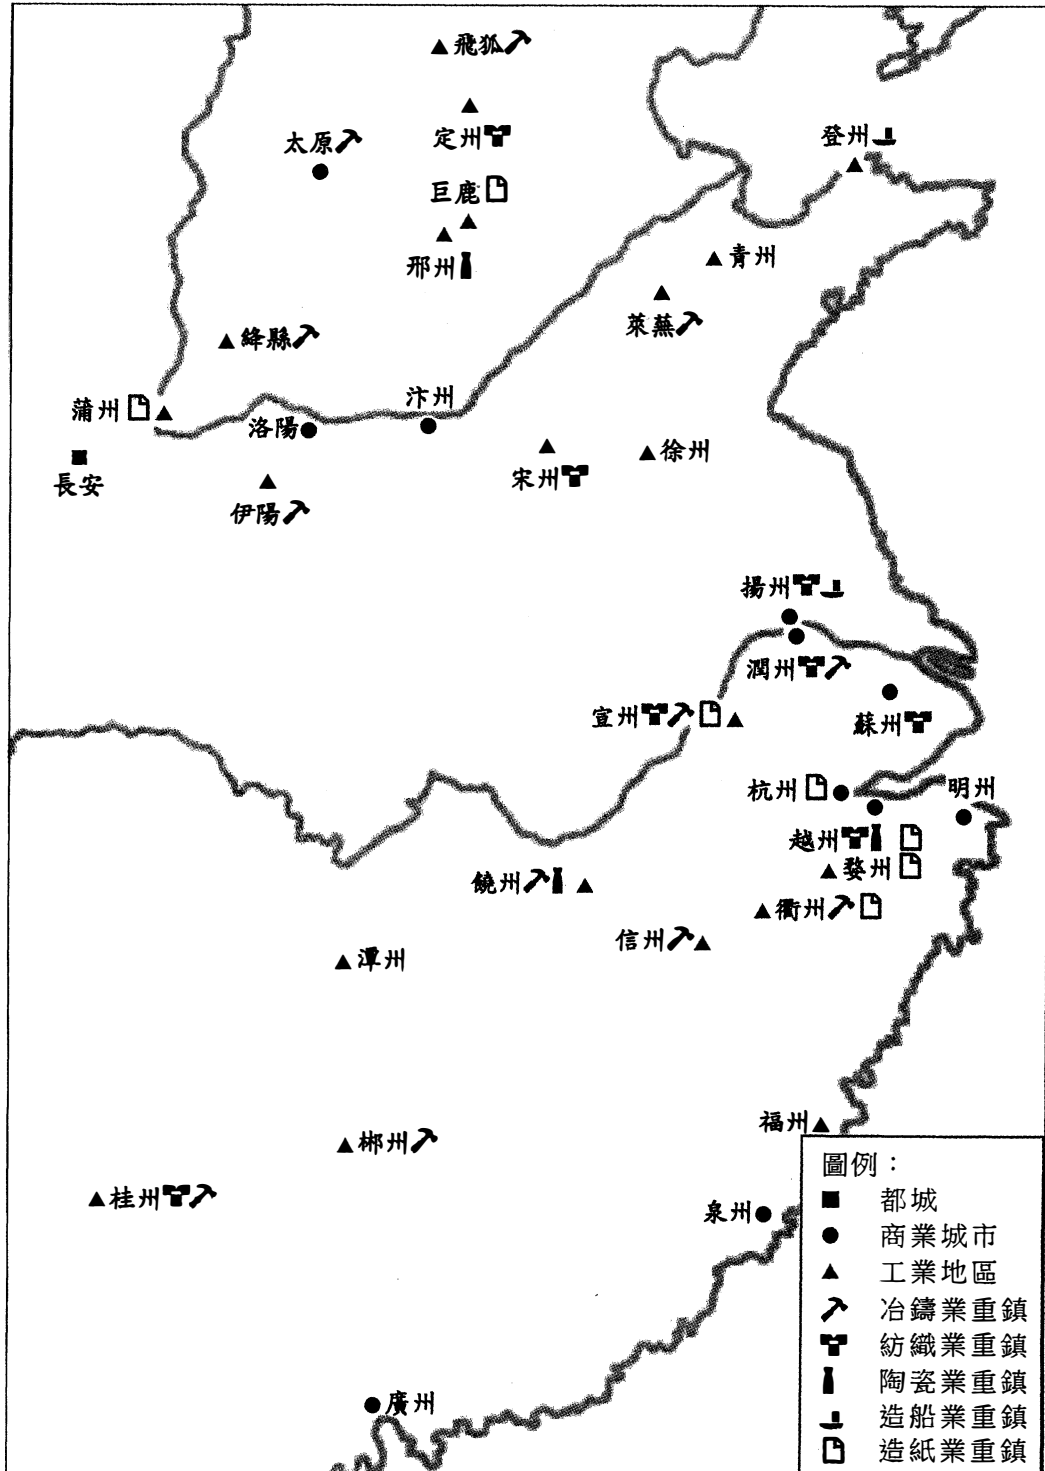 飛狐
定州
太原
登州
巨鹿
邢州
青州
萊蕪
絳縣
蒲州
汴州
洛陽
長安
宋州
徐州
伊陽
揚州
潤州
宣州
蘇州
杭州
明州
越州
婺州
饒州
衢州
信州
潭州
福州
郴州
桂州
泉州
廣州
圖例：
都城
商業城市
工業地區
冶鑄業重鎮
紡織業重鎮
陶瓷業重鎮
造船業重鎮
造紙業重鎮